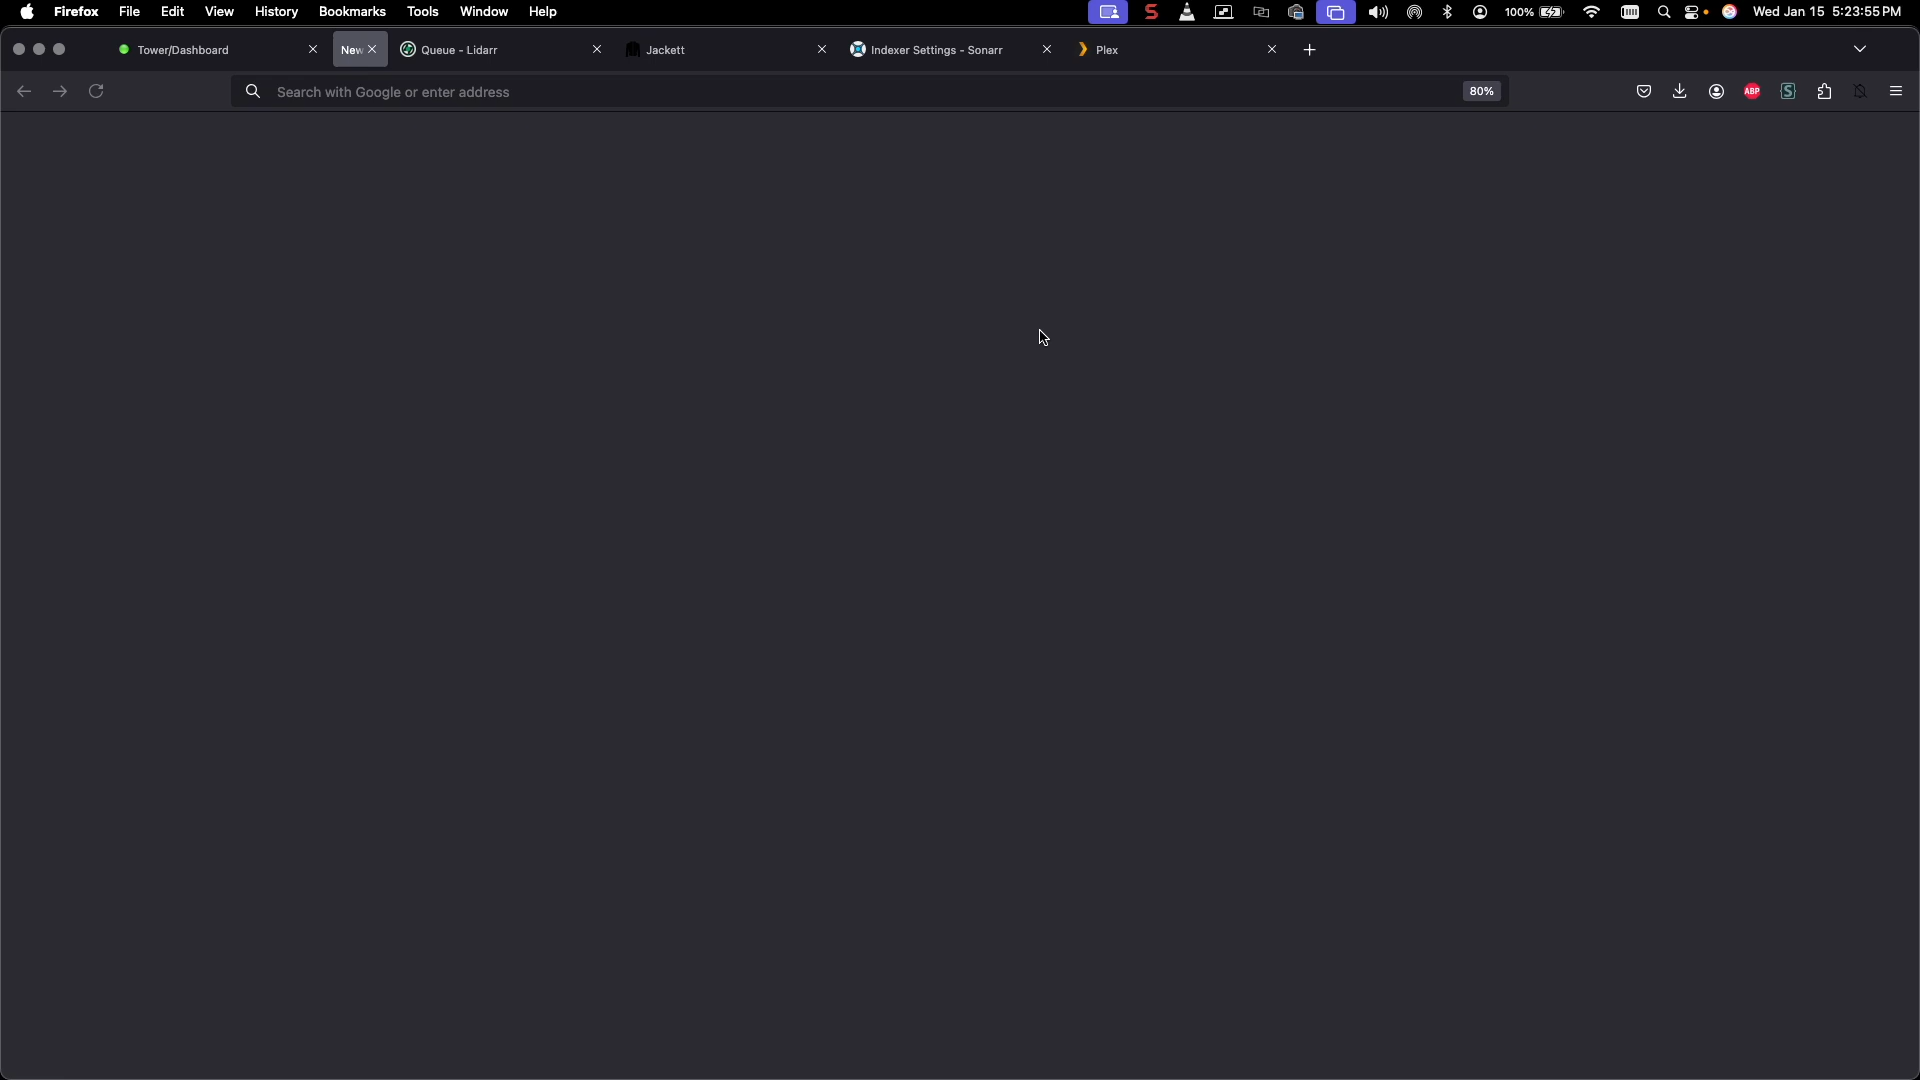 Firefox File Edit View History Bookmarks Tools Window Help 100% Wed Jan 15 5:23:55 PM
Tower/Dashboard New Queue - Lidarr Jackett Indexer Settings - Sonarr Plex
Search with Google or enter address 80% ABP S